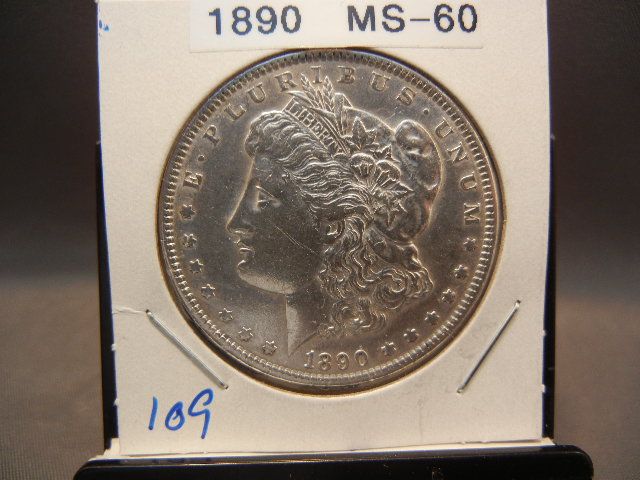 1890 MS-60
E · PLURIBUS · UNUM
LIBERTY
1890
109